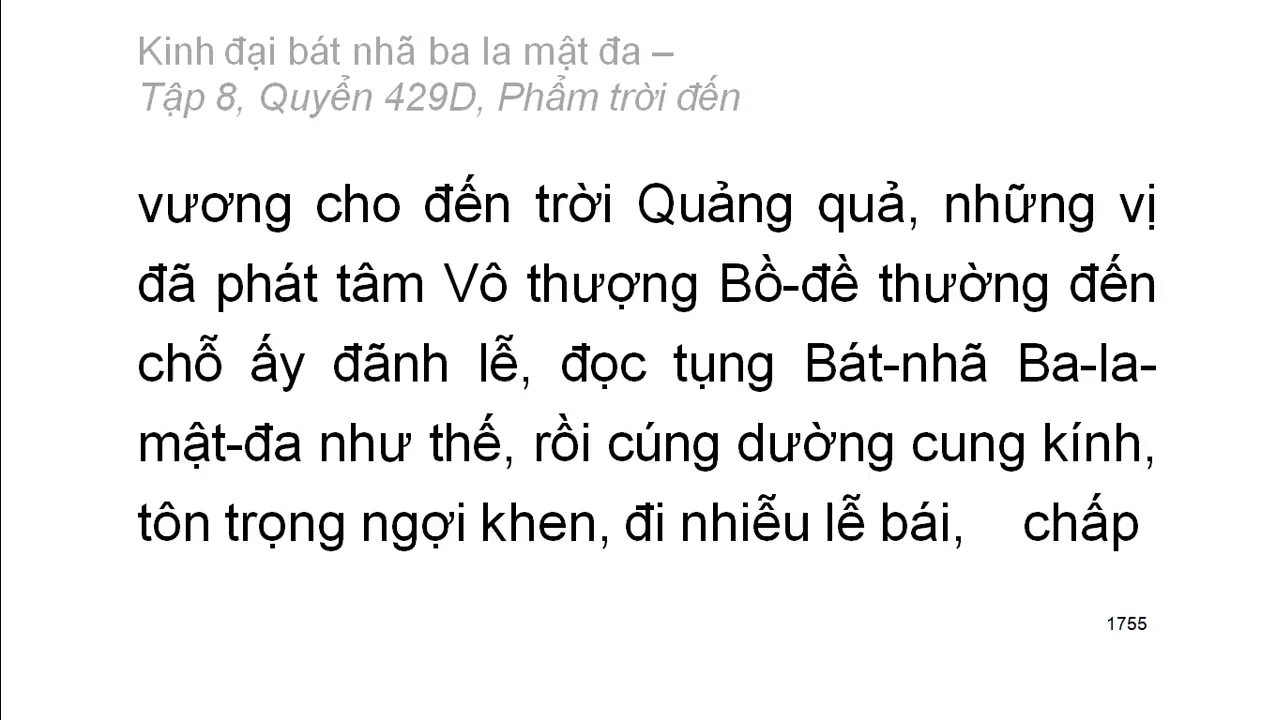 Kinh đại bát nhã ba la mật đa –
Tập 8, Quyển 429D, Phẩm trời đến
vương cho đến trời Quảng quả, những vị
đã phát tâm Vô thượng Bồ-đề thường đến
chỗ ấy đãnh lễ, đọc tụng Bát-nhã Ba-la-
mật-đa như thế, rồi cúng dường cung kính,
tôn trọng ngợi khen, đi nhiễu lễ bái, chấp
1755